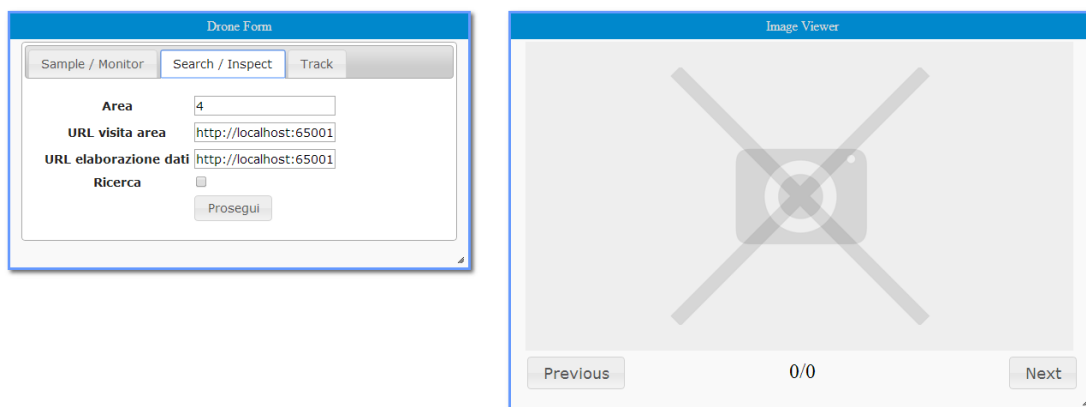 Drone Form
Sample / Monitor Search / Inspect Track
Area 4
URL visita area http://localhost:65001
URL elaborazione dati http://localhost:65001
Ricerca
Prosegui
Image Viewer
Previous 0/0 Next